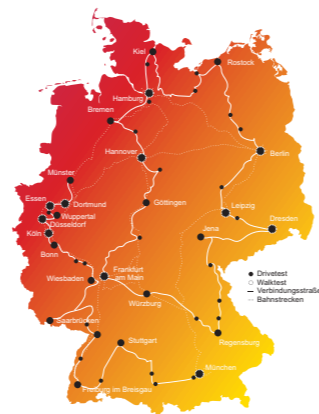 Kiel
Rostock
Hamburg
Bremen
Hannover
Berlin
Münster
Essen
Dortmund
Wuppertal
Düsseldorf
Göttingen
Leipzig
Dresden
Köln
Jena
Bonn
Frankfurt
am Main
Wiesbaden
Würzburg
Saarbrücken
Stuttgart
Regensburg
München
Freiburg im Breisgau
Drivetest
Walktest
Verbindungsstraße
Bahnstrecken